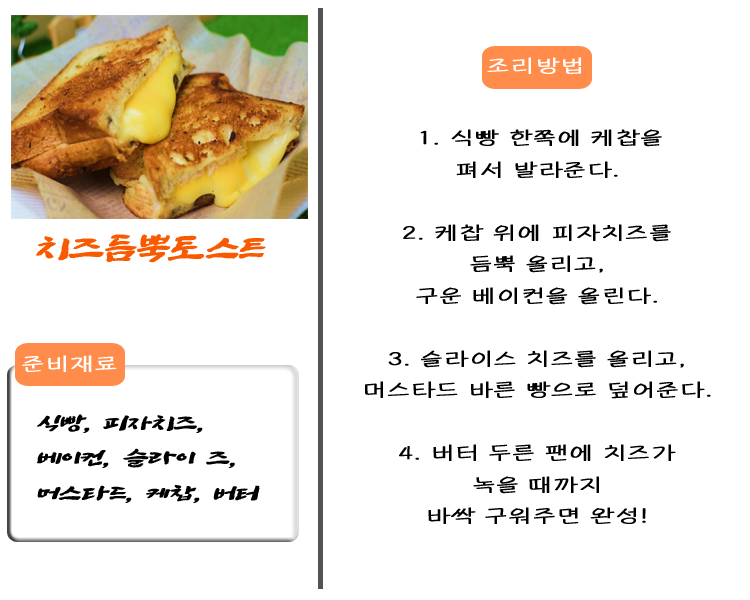 치즈듬뿍토스트
준비재료
식빵, 피자치즈,
베이컨, 슬라이 즈,
머스타드, 케찹, 버터
조리방법
1. 식빵 한쪽에 케찹을
펴서 발라준다.
2. 케찹 위에 피자치즈를
듬뿍 올리고,
구운 베이컨을 올린다.
3. 슬라이스 치즈를 올리고,
머스타드 바른 빵으로 덮어준다.
4. 버터 두른 팬에 치즈가
녹을 때까지
바싹 구워주면 완성!